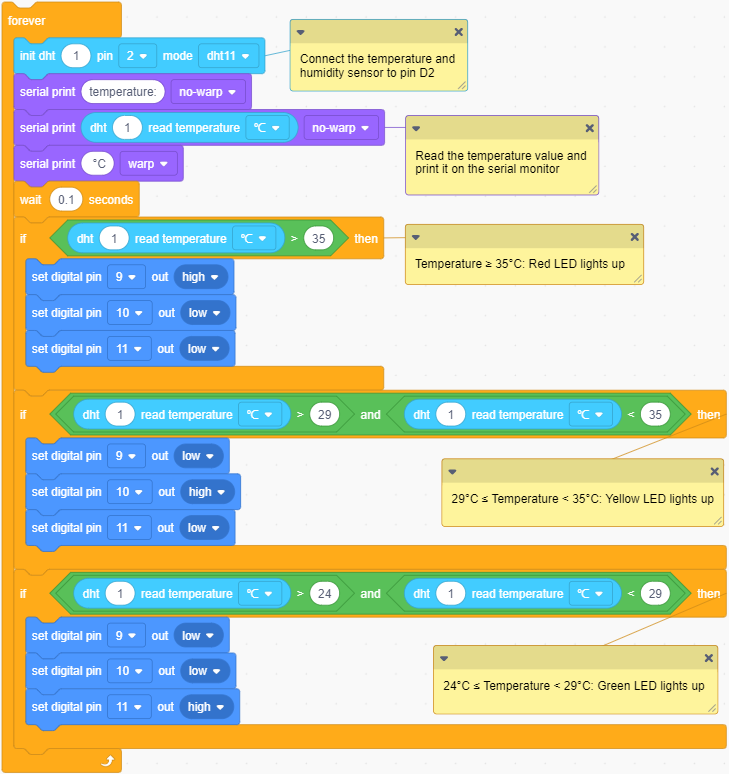 forever
init dht 1 pin 2 mode dht11
Connect the temperature and
humidity sensor to pin D2
serial print temperature: no-warp
serial print dht 1 read temperature ℃ no-warp
serial print °C warp
Read the temperature value and
print it on the serial monitor
wait 0.1 seconds
if dht 1 read temperature ℃ > 35 then
Temperature ≥ 35°C: Red LED lights up
set digital pin 9 out high
set digital pin 10 out low
set digital pin 11 out low
if dht 1 read temperature ℃ > 29 and dht 1 read temperature ℃ < 35 then
set digital pin 9 out low
set digital pin 10 out high
set digital pin 11 out low
29°C ≤ Temperature < 35°C: Yellow LED lights up
if dht 1 read temperature ℃ > 24 and dht 1 read temperature ℃ < 29 then
set digital pin 9 out low
set digital pin 10 out low
set digital pin 11 out high
24°C ≤ Temperature < 29°C: Green LED lights up